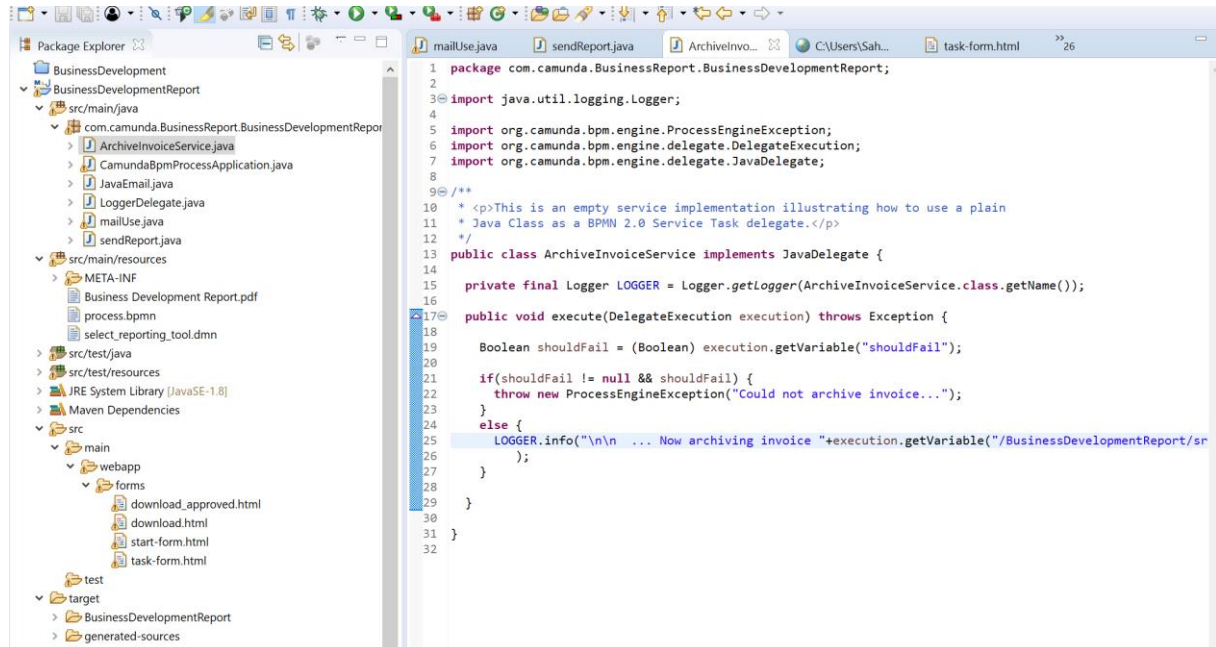 Package Explorer
BusinessDevelopment
BusinessDevelopmentReport
src/main/java
com.camunda.BusinessReport.BusinessDevelopmentRepor
ArchiveInvoiceService.java
CamundaBpmProcessApplication.java
JavaEmail.java
LoggerDelegate.java
mailUse.java
sendReport.java
src/main/resources
META-INF
Business Development Report.pdf
process.bpmn
select_reporting_tool.dmn
src/test/java
src/test/resources
JRE System Library [JavaSE-1.8]
Maven Dependencies
src
main
webapp
forms
download_approved.html
download.html
start-form.html
task-form.html
test
target
BusinessDevelopmentReport
generated-sources
mailUse.java sendReport.java ArchiveInvo... C:\Users\Sah... task-form.html 26
1 package com.camunda.BusinessReport.BusinessDevelopmentReport;
2
3 import java.util.logging.Logger;
4
5 import org.camunda.bpm.engine.ProcessEngineException;
6 import org.camunda.bpm.engine.delegate.DelegateExecution;
7 import org.camunda.bpm.engine.delegate.JavaDelegate;
8
9 /**
10 * <p>This is an empty service implementation illustrating how to use a plain
11 * Java Class as a BPMN 2.0 Service Task delegate.</p>
12 */
13 public class ArchiveInvoiceService implements JavaDelegate {
14
15 private final Logger LOGGER = Logger.getLogger(ArchiveInvoiceService.class.getName());
16
17 public void execute(DelegateExecution execution) throws Exception {
18
19 Boolean shouldFail = (Boolean) execution.getVariable("shouldFail");
20
21 if(shouldFail != null && shouldFail) {
22 throw new ProcessEngineException("Could not archive invoice...");
23 }
24 else {
25 LOGGER.info("\n\n ... Now archiving invoice "+execution.getVariable("/BusinessDevelopmentReport/sr
26 );
27 }
28
29 }
30
31 }
32